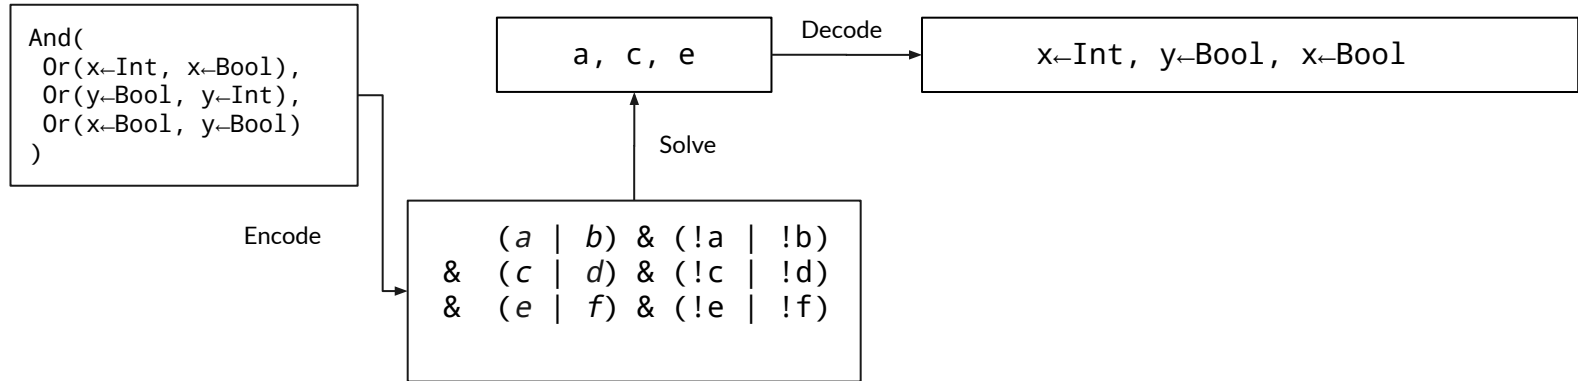 And(
 Or(x←Int, x←Bool),
 Or(y←Bool, y←Int),
 Or(x←Bool, y←Bool)
)
Encode
(a | b) & (!a | !b)
& (c | d) & (!c | !d)
& (e | f) & (!e | !f)
Solve
a, c, e
Decode
x←Int, y←Bool, x←Bool